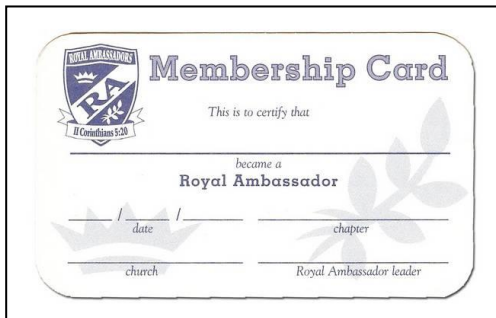 ROYAL AMBASSADORS
RA
II Corinthians 5:20
Membership Card
This is to certify that
became a
Royal Ambassador
/ /
date
chapter
church
Royal Ambassador leader